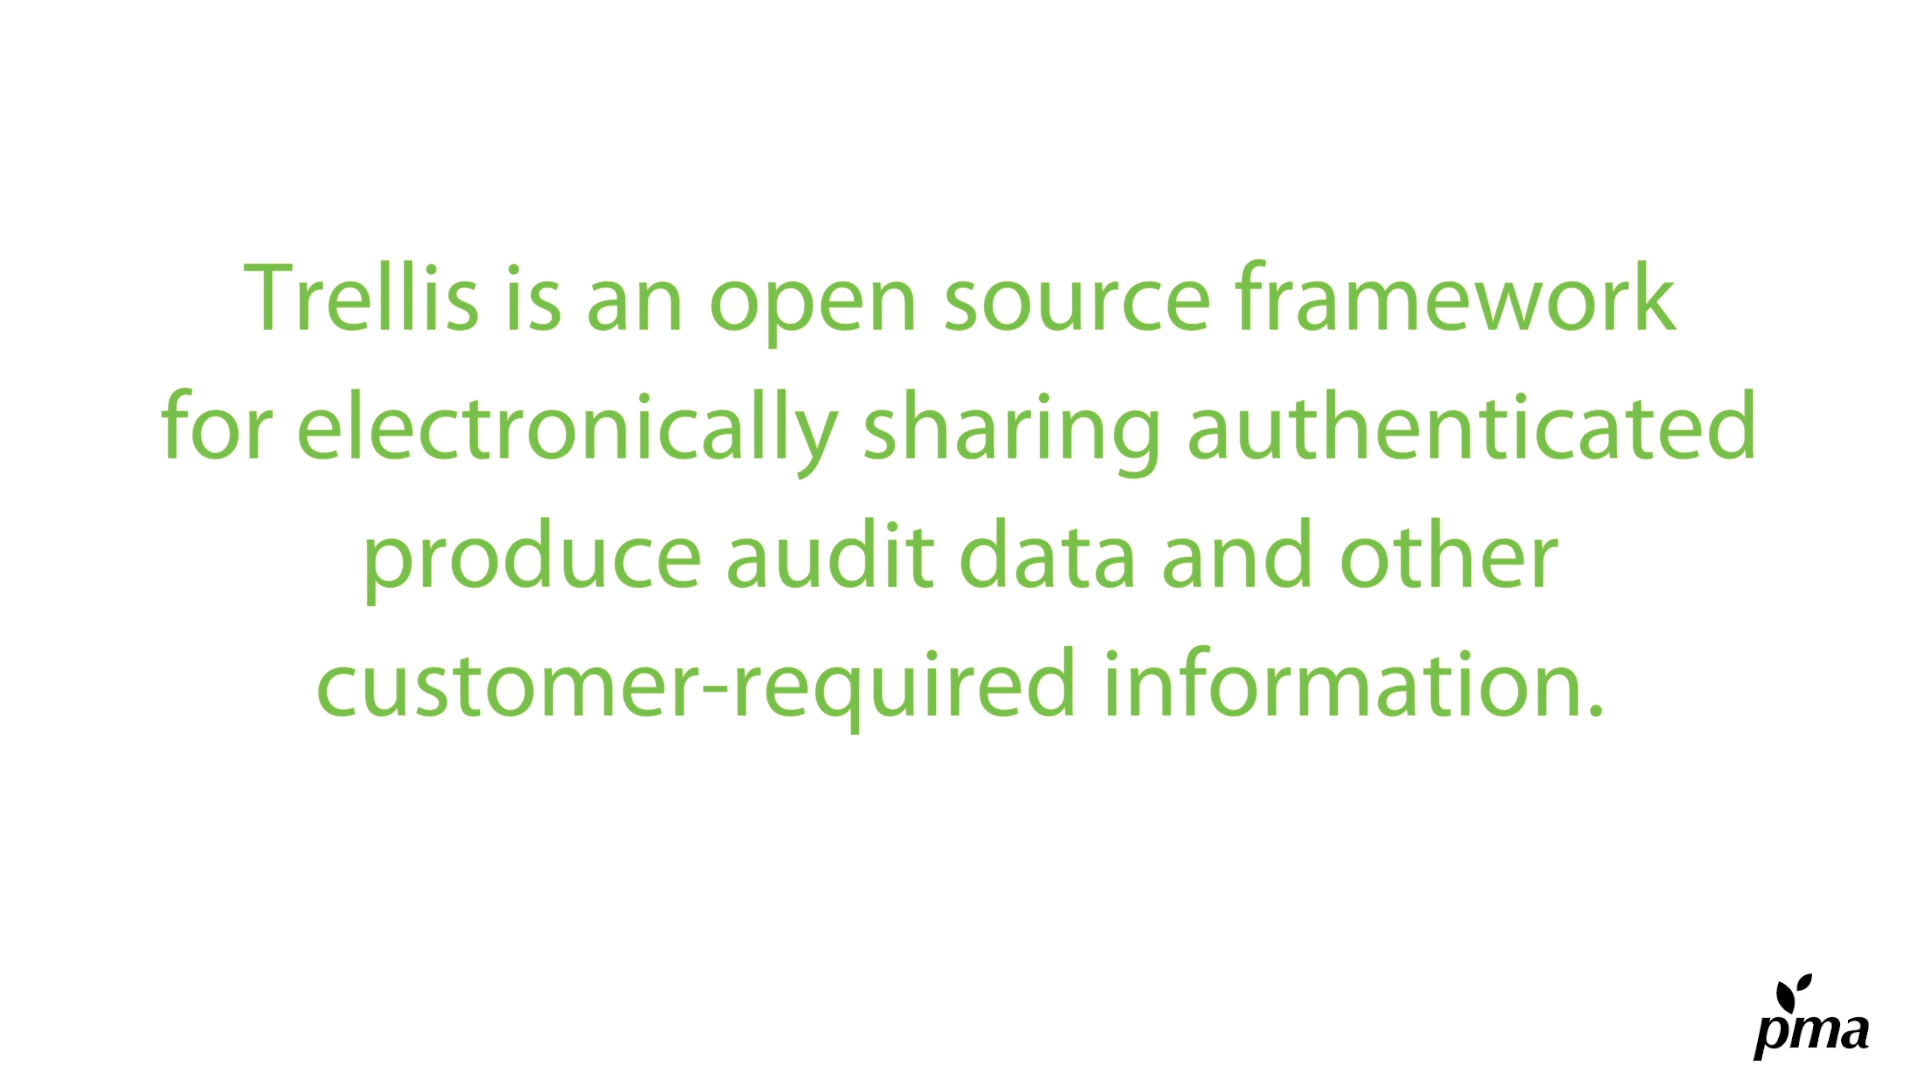 Trellis is an open source framework
for electronically sharing authenticated
produce audit data and other
customer-required information.
pma